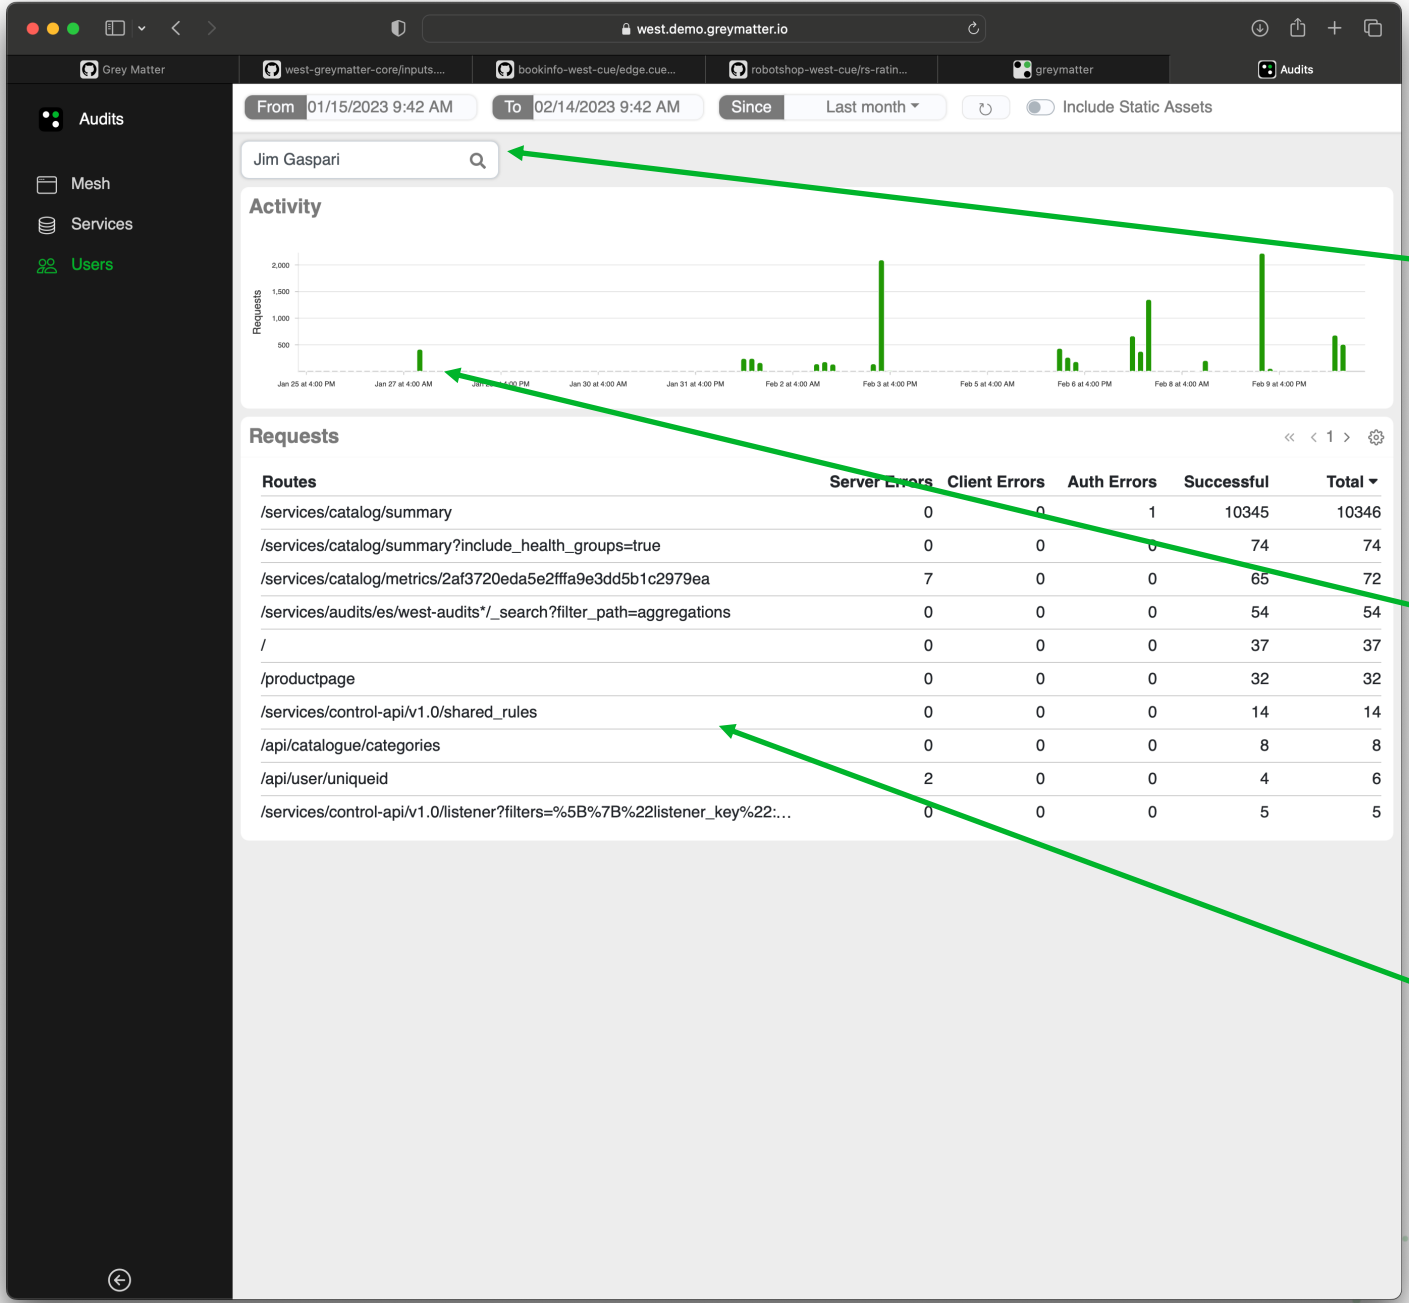 west.demo.greymatter.io
Grey Matter
west-greymatter-core/inputs....
bookinfo-west-cue/edge.cue...
robotshop-west-cue/rs-ratin...
greymatter
Audits
Audits
Mesh
Services
Users
From 01/15/2023 9:42 AM
To 02/14/2023 9:42 AM
Since Last month
Include Static Assets
Jim Gaspari
Activity
Requests
2,000
1,500
1,000
500
Jan 25 at 4:00 PM
Jan 27 at 4:00 AM
Jan 30 at 4:00 AM
Jan 31 at 4:00 PM
Feb 2 at 4:00 AM
Feb 3 at 4:00 PM
Feb 5 at 4:00 AM
Feb 6 at 4:00 PM
Feb 8 at 4:00 AM
Feb 9 at 4:00 PM
Requests
« < 1 >
Routes Server Errors Client Errors Auth Errors Successful Total
/services/catalog/summary 0 0 1 10345 10346
/services/catalog/summary?include_health_groups=true 0 0 0 74 74
/services/catalog/metrics/2af3720eda5e2fffa9e3dd5b1c2979ea 7 0 0 65 72
/services/audits/es/west-audits*/_search?filter_path=aggregations 0 0 0 54 54
/ 0 0 0 37 37
/productpage 0 0 0 32 32
/services/control-api/v1.0/shared_rules 0 0 0 14 14
/api/catalogue/categories 0 0 0 8 8
/api/user/uniqueid 2 0 0 4 6
/services/control-api/v1.0/listener?filters=%5B%7B%22listener_key%22:... 0 0 0 5 5